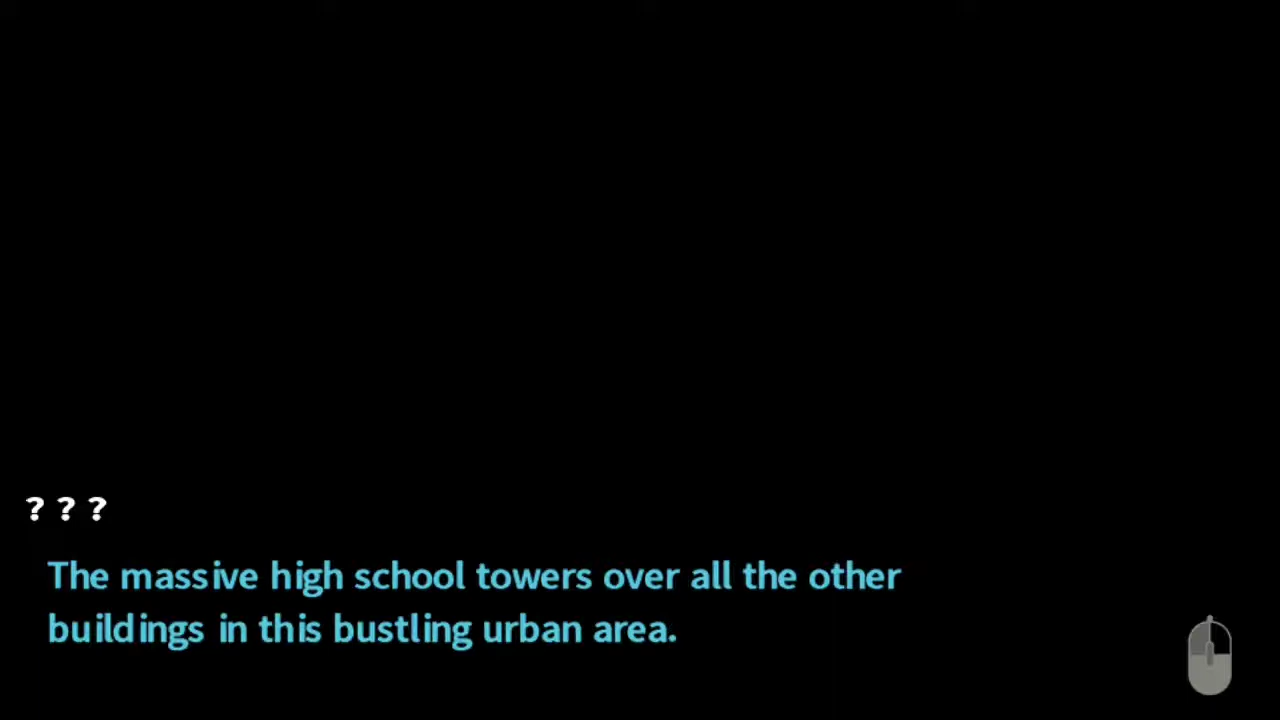 ? ? ?
The massive high school towers over all the other
buildings in this bustling urban area.